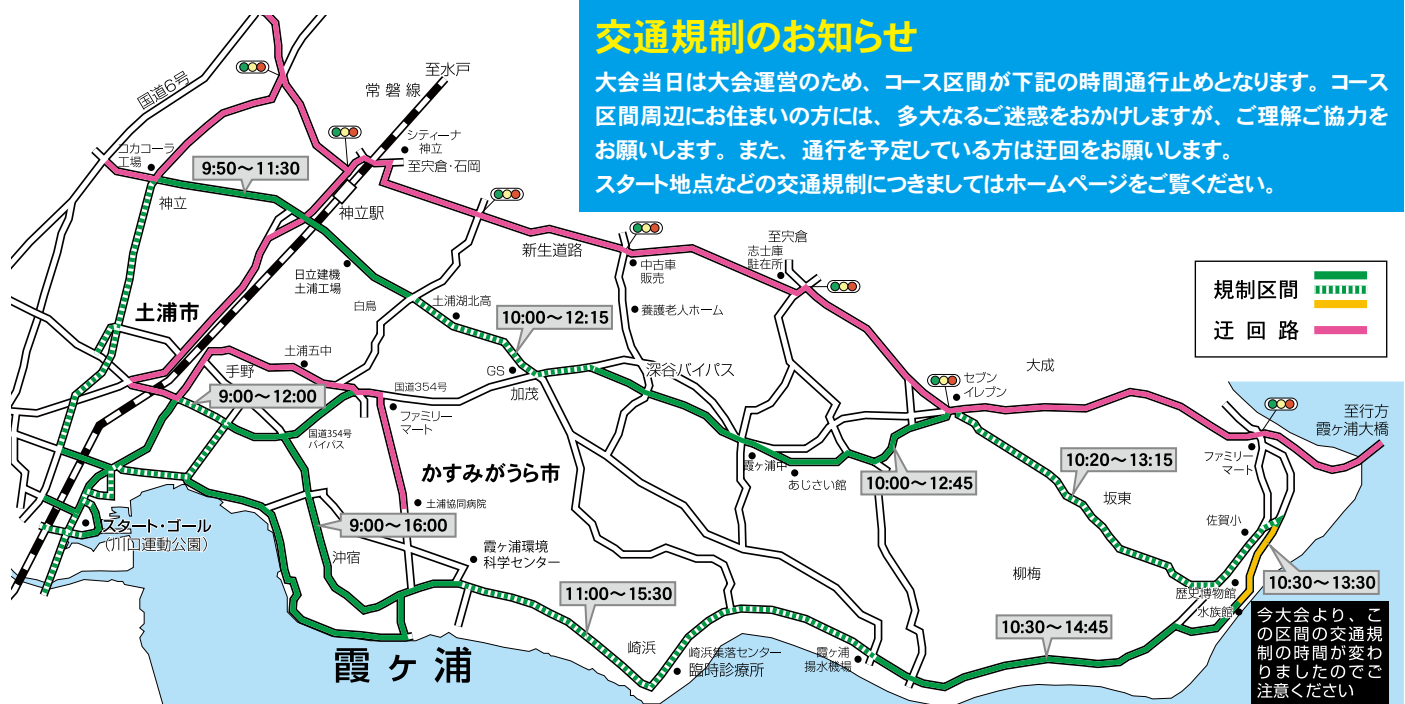 交通規制のお知らせ
大会当日は大会運営のため、コース区間が下記の時間通行止めとなります。コース
区間周辺にお住まいの方には、多大なるご迷惑をおかけしますが、ご理解ご協力を
お願いします。また、通行を予定している方は迂回をお願いします。
スタート地点などの交通規制につきましてはホームページをご覧ください。
国道6号
至水戸
常磐線
シティーナ
神立
至宍倉・石岡
コカコーラ
工場
9:50〜11:30
神立
神立駅
新生道路
中古車
販売
至宍倉
志士庫
駐在所
規制区間
迂回路
日立建機
土浦工場
土浦市
白鳥
土浦湖北高
10:00〜12:15
養護老人ホーム
土浦五中
手野
GS
加茂
深谷バイパス
セブン
イレブン
大成
9:00〜12:00
国道354号
ファミリー
マート
国道354号
バイパス
至行方
霞ヶ浦大橋
ファミリー
マート
かすみがうら市
霞ヶ浦中
あじさい館
10:00〜12:45
10:20〜13:15
坂東
土浦協同病院
スタート・ゴール
(川口運動公園)
9:00〜16:00
佐賀小
沖宿
霞ヶ浦環境
科学センター
柳梅
10:30〜13:30
歴史博物館
水族館
11:00〜15:30
10:30〜14:45
今大会より、こ
の区間の交通規
制の時間が変わ
りましたのでご
注意ください
崎浜
崎浜集落センター
臨時診療所
霞ヶ浦
揚水機場
霞ヶ浦